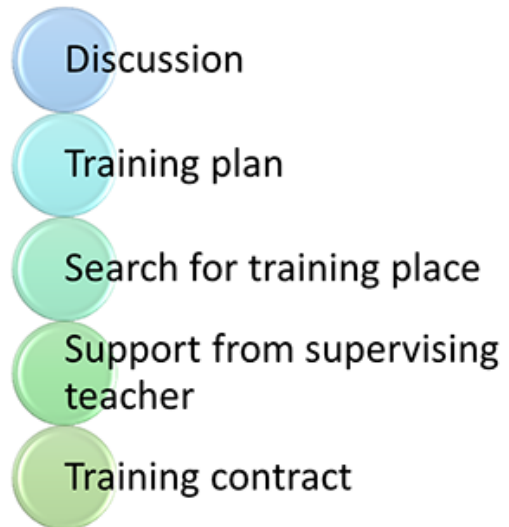 Discussion
Training plan
Search for training place
Support from supervising
teacher
Training contract